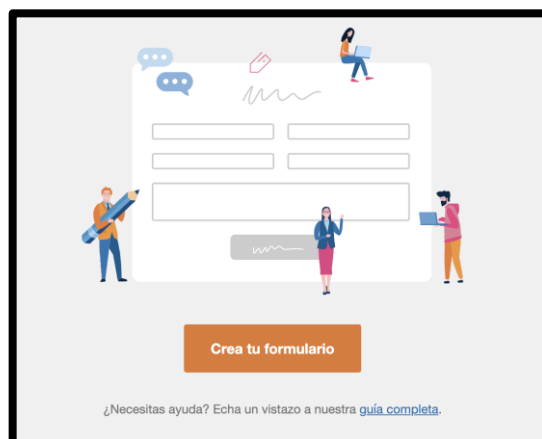 Crea tu formulario
¿Necesitas ayuda? Echa un vistazo a nuestra guía completa.